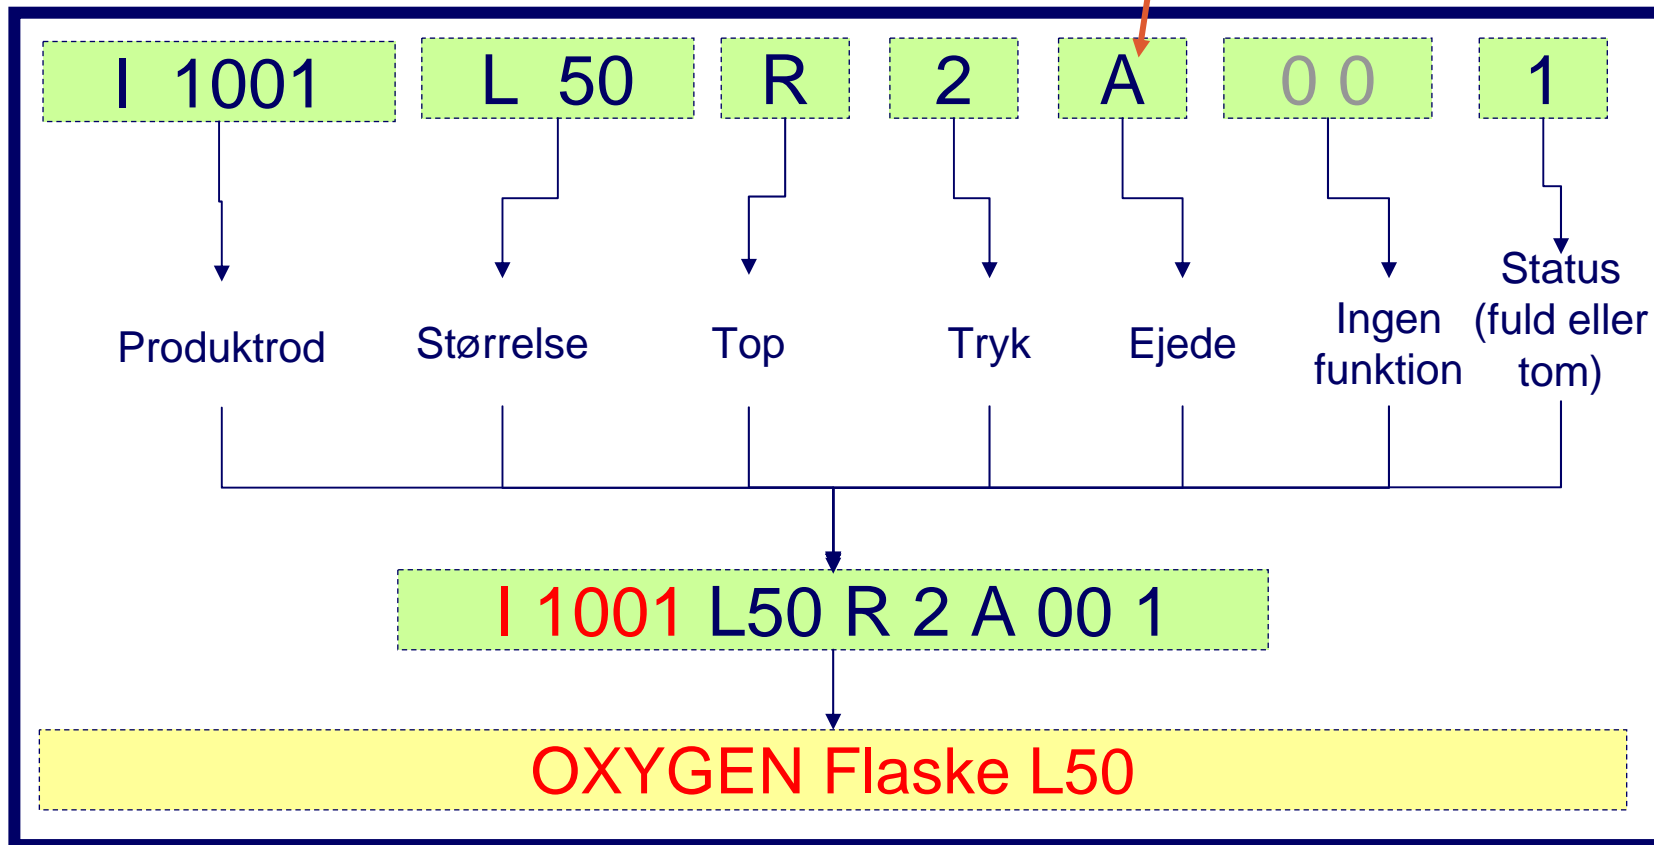 I 1001 L 50 R 2 A 0 0 1
Produktrod
Størrelse
Top
Tryk
Ejede
Ingen
funktion
Status
(fuld eller
tom)
I 1001 L50 R 2 A 00 1
OXYGEN Flaske L50